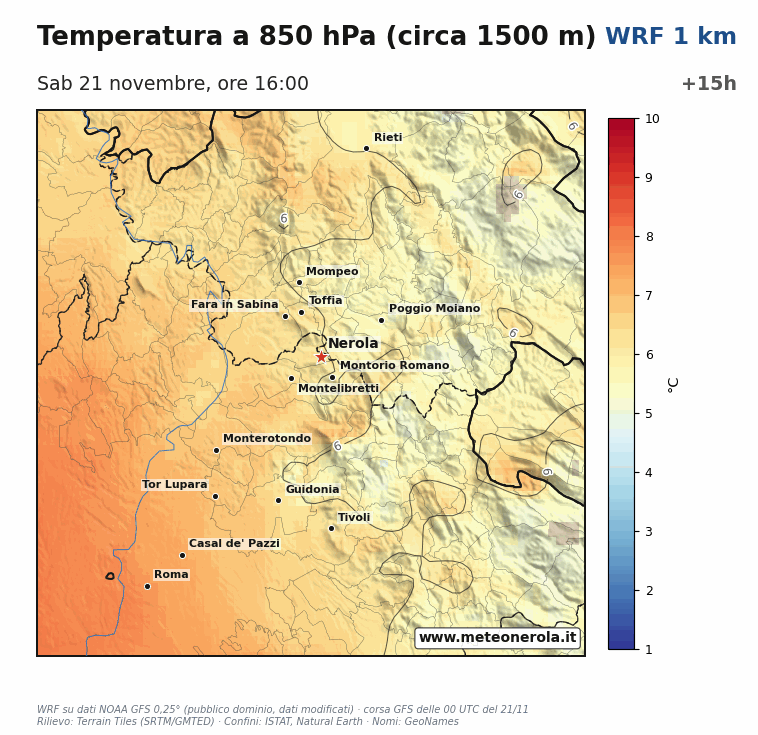 Temperatura a 850 hPa (circa 1500 m) WRF 1 km
Sab 21 novembre, ore 16:00 +15h
6
Rieti
6
6
Mompeo
Fara in Sabina
Toffia
Poggio Moiano
6
Nerola
Montorio Romano
Montelibretti
Monterotondo
6
6
Tor Lupara
Guidonia
Tivoli
Casal de' Pazzi
Roma
www.meteonerola.it
10
9
8
7
6
5
4
3
2
1
°C
WRF su dati NOAA GFS 0,25° (pubblico dominio, dati modificati) · corsa GFS delle 00 UTC del 21/11
Rilievo: Terrain Tiles (SRTM/GMTED) · Confini: ISTAT, Natural Earth · Nomi: GeoNames